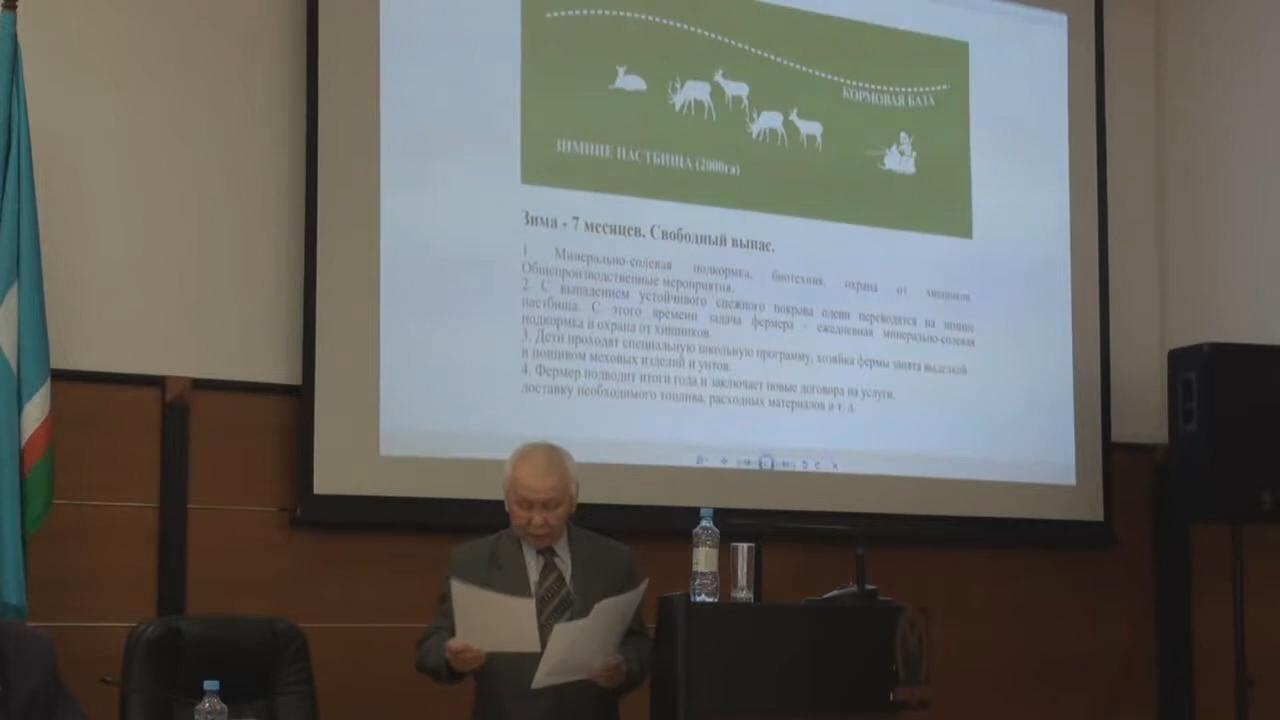 КОРМОВАЯ БАЗА
ЗИМНИЕ ПАСТБИЩА (2000га)
Зима - 7 месяцев. Свободный выпас.
1 Минерально-солевая подкормка, биотехния, охрана от хищников.
Общепроизводственные мероприятия.
2. С выпадением устойчивого снежного покрова олени переводятся на зимние
пастбища. С этого времени задача фермера - ежедневная минерально-солевая
подкормка и охрана от хищников.
3. Дети проходят специальную школьную программу, хозяйка фермы занята выделкой
и пошивом меховых изделий и унтов.
4. Фермер подводит итоги года и заключает новые договора на услуги,
доставку необходимого топлива, расходных материалов и т. д.